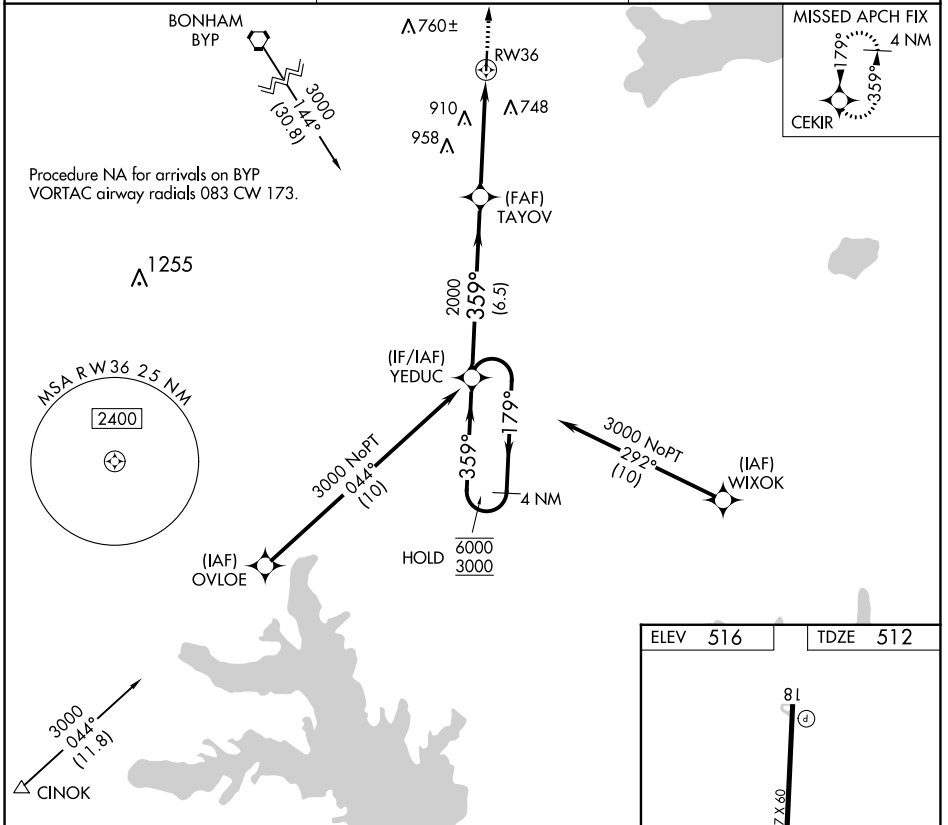 BONHAM
BYP
3000
144°
(30.8)
760±
RW36
910
748
958
MISSED APCH FIX
4 NM
179°
359°
CEKIR
Procedure NA for arrivals on BYP
VORTAC airway radials 083 CW 173.
(FAF)
TAYOV
1255
2000
359°
(6.5)
(IF/IAF)
YEDUC
MSA RW36 25 NM
2400
359°
179°
4 NM
3000 NoPT
044°
(10)
3000 NoPT
292°
(10)
(IAF)
WIXOK
HOLD
6000
3000
(IAF)
OVLOE
3000
044°
(11.8)
CINOK
ELEV 516
TDZE 512
18
P
7 X 60